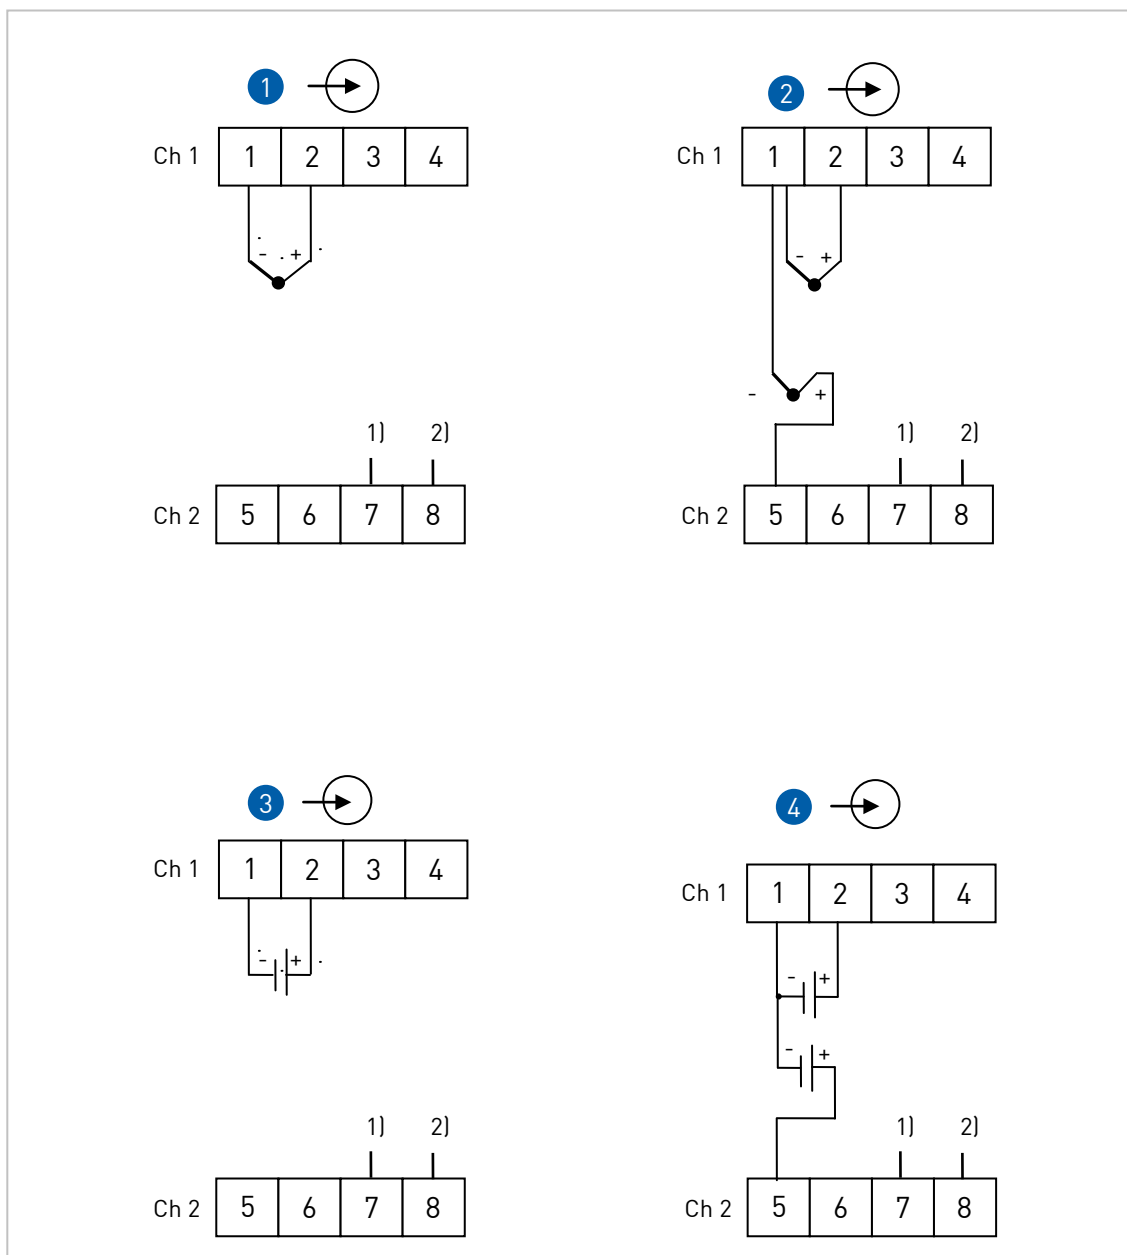 1 2
Ch 1 1 2 3 4 Ch 1 1 2 3 4
- + - +
- +
1) 2) 1) 2)
Ch 2 5 6 7 8 Ch 2 5 6 7 8
3 4
Ch 1 1 2 3 4 Ch 1 1 2 3 4
- + - +
- +
1) 2) 1) 2)
Ch 2 5 6 7 8 Ch 2 5 6 7 8